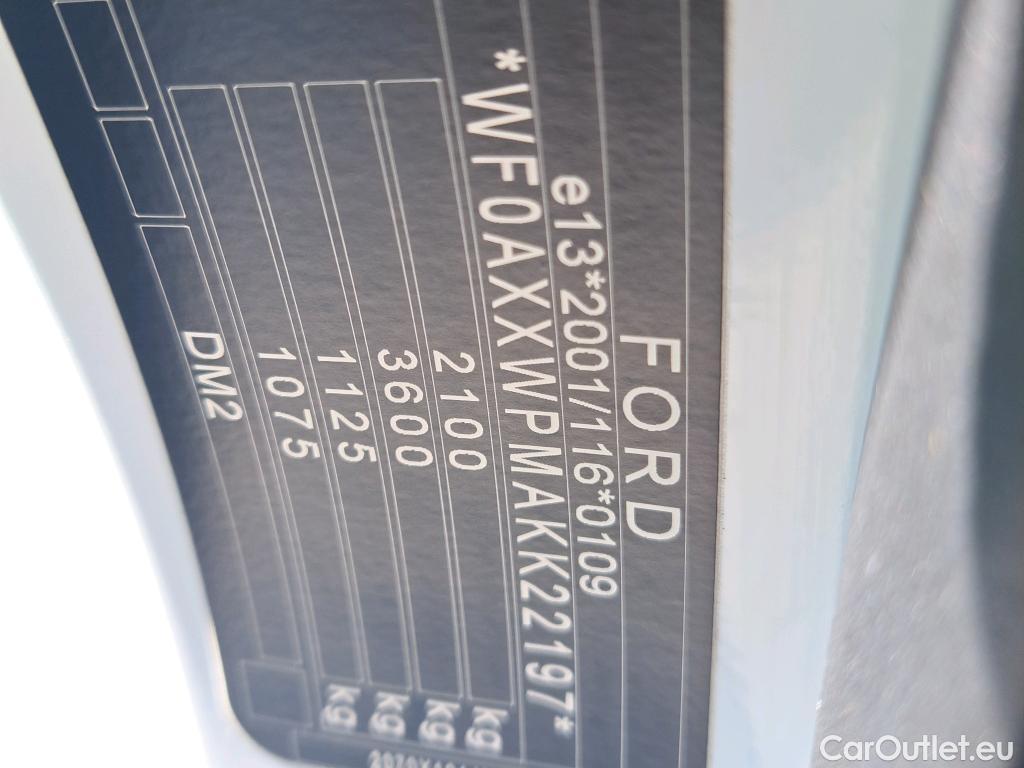 FORD
e13*2001/116*0109
*WF0AXXWPMAKK22197*
2100 kg
3600 kg
1125 kg
1075 kg
DM2
CarOutlet.eu